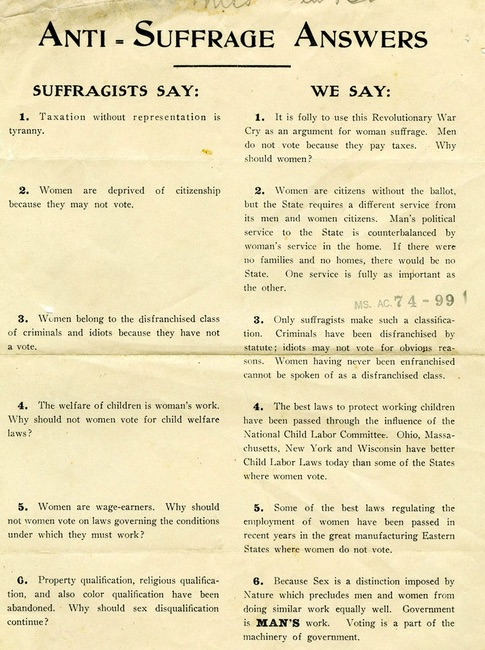 ANTI-SUFFRAGE ANSWERS
SUFFRAGISTS SAY:
WE SAY:
1. Taxation without representation is
tyranny.
1. It is folly to use this Revolutionary War
Cry as an argument for woman suffrage. Men
do not vote because they pay taxes. Why
should women?
2. Women are deprived of citizenship
because they may not vote.
2. Women are citizens without the ballot,
but the State requires a different service from
its men and women citizens. Man's political
service to the State is counterbalanced by
woman's service in the home. If there were
no families and no homes, there would be no
State. One service is fully as important as
the other.
MS. AC. 74-99
3. Women belong to the disfranchised class
of criminals and idiots because they have not
a vote.
3. Only suffragists make such a classifica-
tion. Criminals have been disfranchised by
statute; idiots may not vote for obvious rea-
sons. Women having never been enfranchised
cannot be spoken of as a disfranchised class.
4. The welfare of children is woman's work.
Why should not women vote for child welfare
laws?
4. The best laws to protect working children
have been passed through the influence of the
National Child Labor Committee. Ohio, Massa-
chusetts, New York and Wisconsin have better
Child Labor Laws today than some of the States
where women vote.
5. Women are wage-earners. Why should
not women vote on laws governing the conditions
under which they must work?
5. Some of the best laws regulating the
employment of women have been passed in
recent years in the great manufacturing Eastern
States where women do not vote.
6. Property qualification, religious qualifica-
tion, and also color qualification have been
abandoned. Why should sex disqualification
continue?
6. Because Sex is a distinction imposed by
Nature which precludes men and women from
doing similar work equally well. Government
is MAN'S work. Voting is a part of the
machinery of government.